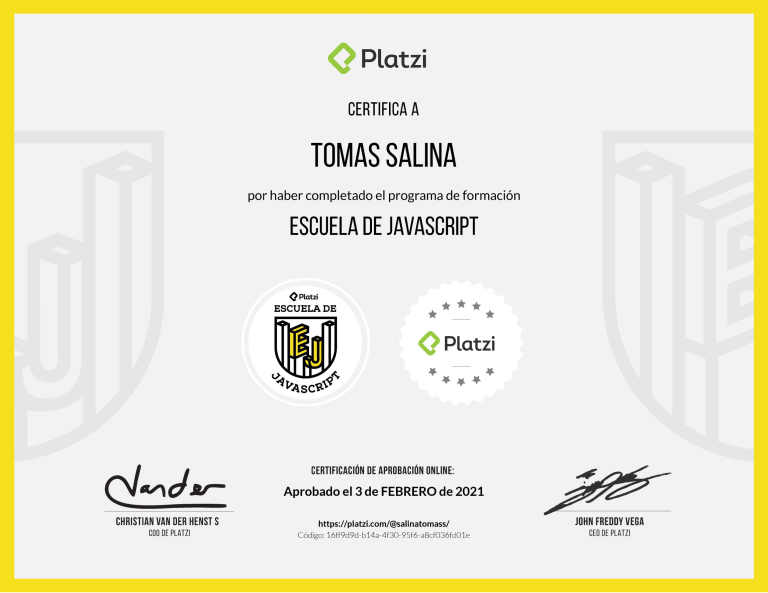 Platzi
CERTIFICA A
TOMAS SALINA
por haber completado el programa de formación
ESCUELA DE JAVASCRIPT
Platzi
ESCUELA DE
EJ
JAVASCRIPT
Platzi
CERTIFICACIÓN DE APROBACIÓN ONLINE:
Aprobado el 3 de FEBRERO de 2021
Vander
CHRISTIAN VAN DER HENST S
COO DE PLATZI
https://platzi.com/@salinatomass/
Código: 16ff9d9d-b14a-4f30-95f6-a8cf036fd01e
JOHN FREDDY VEGA
CEO DE PLATZI